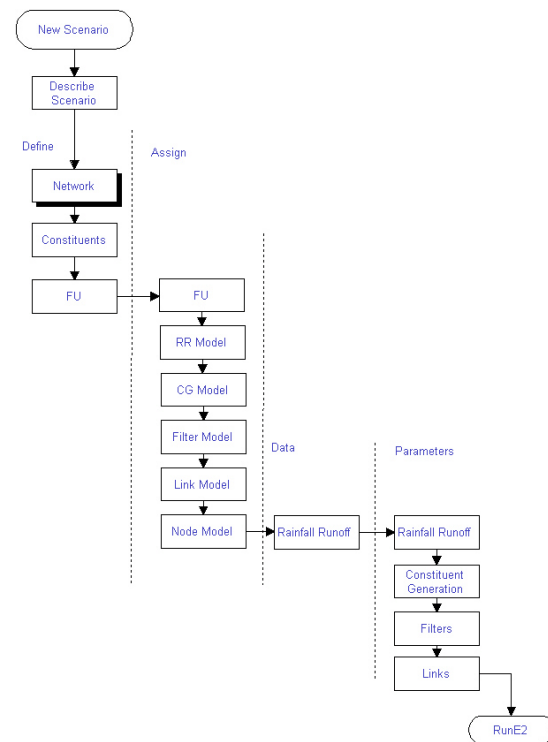 New Scenario
Describe
Scenario
Define
Assign
Network
Constituents
FU
FU
RR Model
CG Model
Filter Model
Link Model
Node Model
Data
Rainfall Runoff
Parameters
Rainfall Runoff
Constituent
Generation
Filters
Links
RunE2